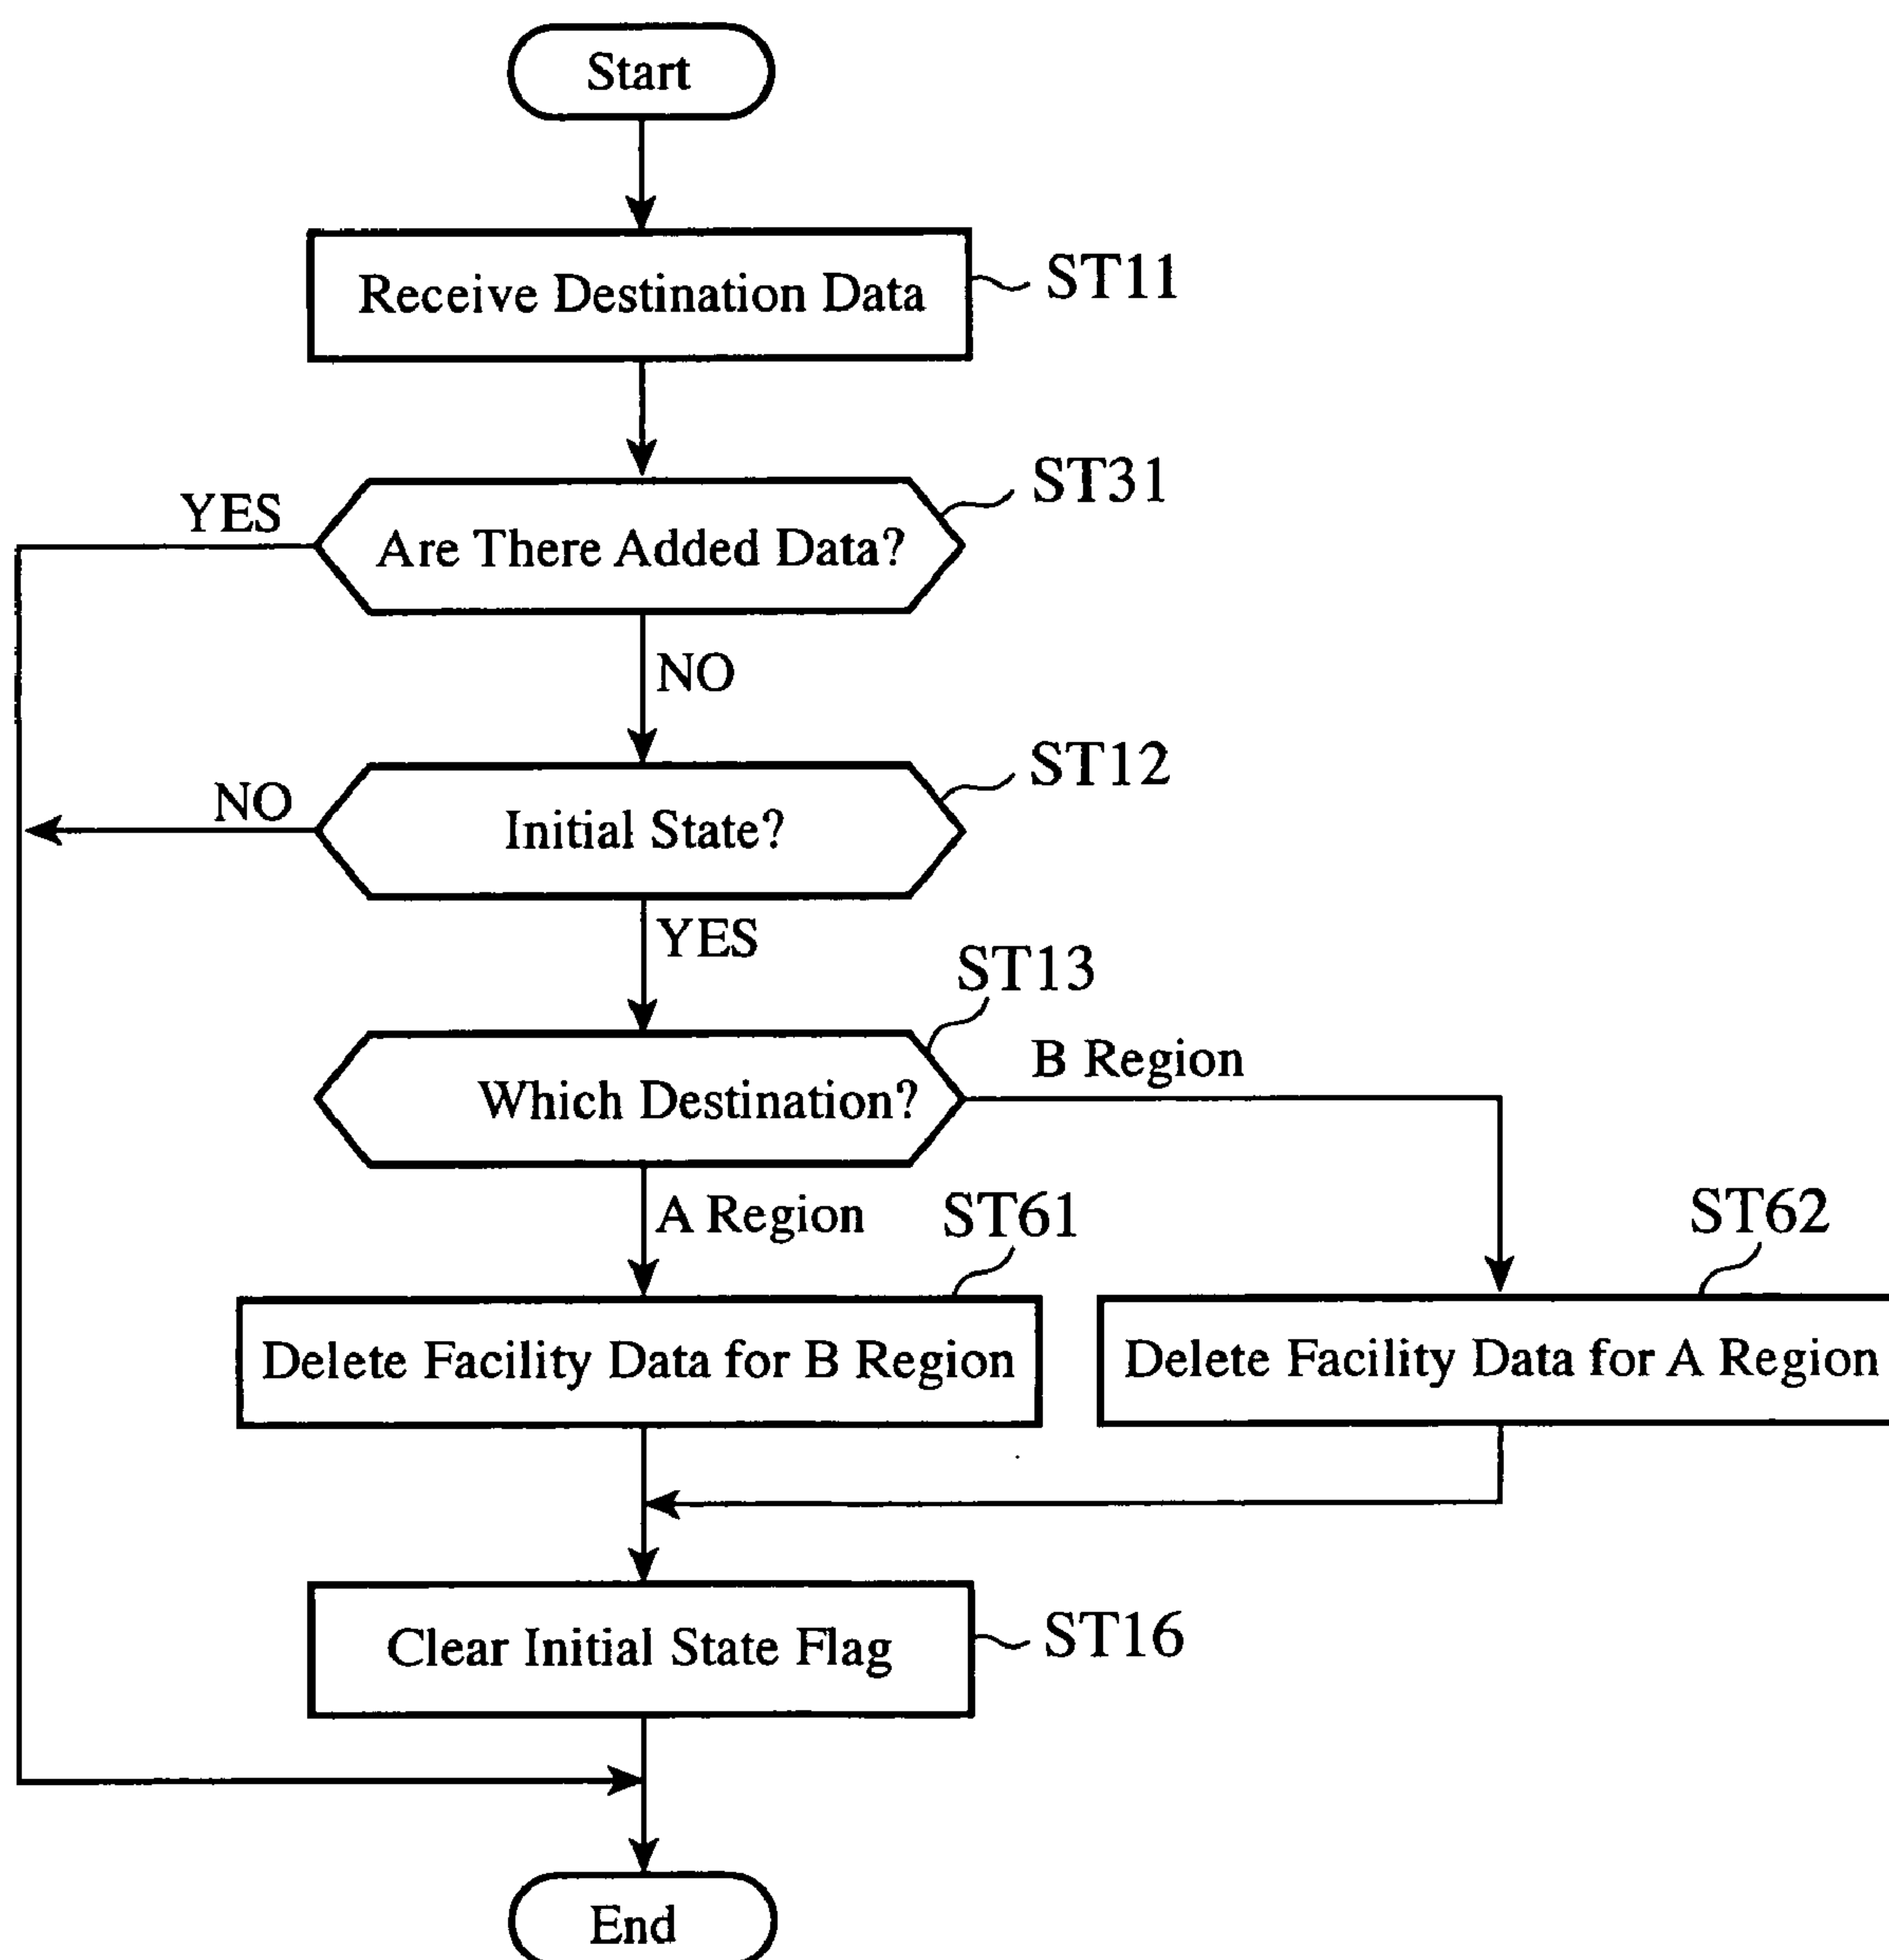 Start
Receive Destination Data
ST11
ST31
YES
Are There Added Data?
NO
ST12
NO
Initial State?
YES
ST13
Which Destination?
B Region
A Region
ST61
ST62
Delete Facility Data for B Region
Delete Facility Data for A Region
Clear Initial State Flag
ST16
End